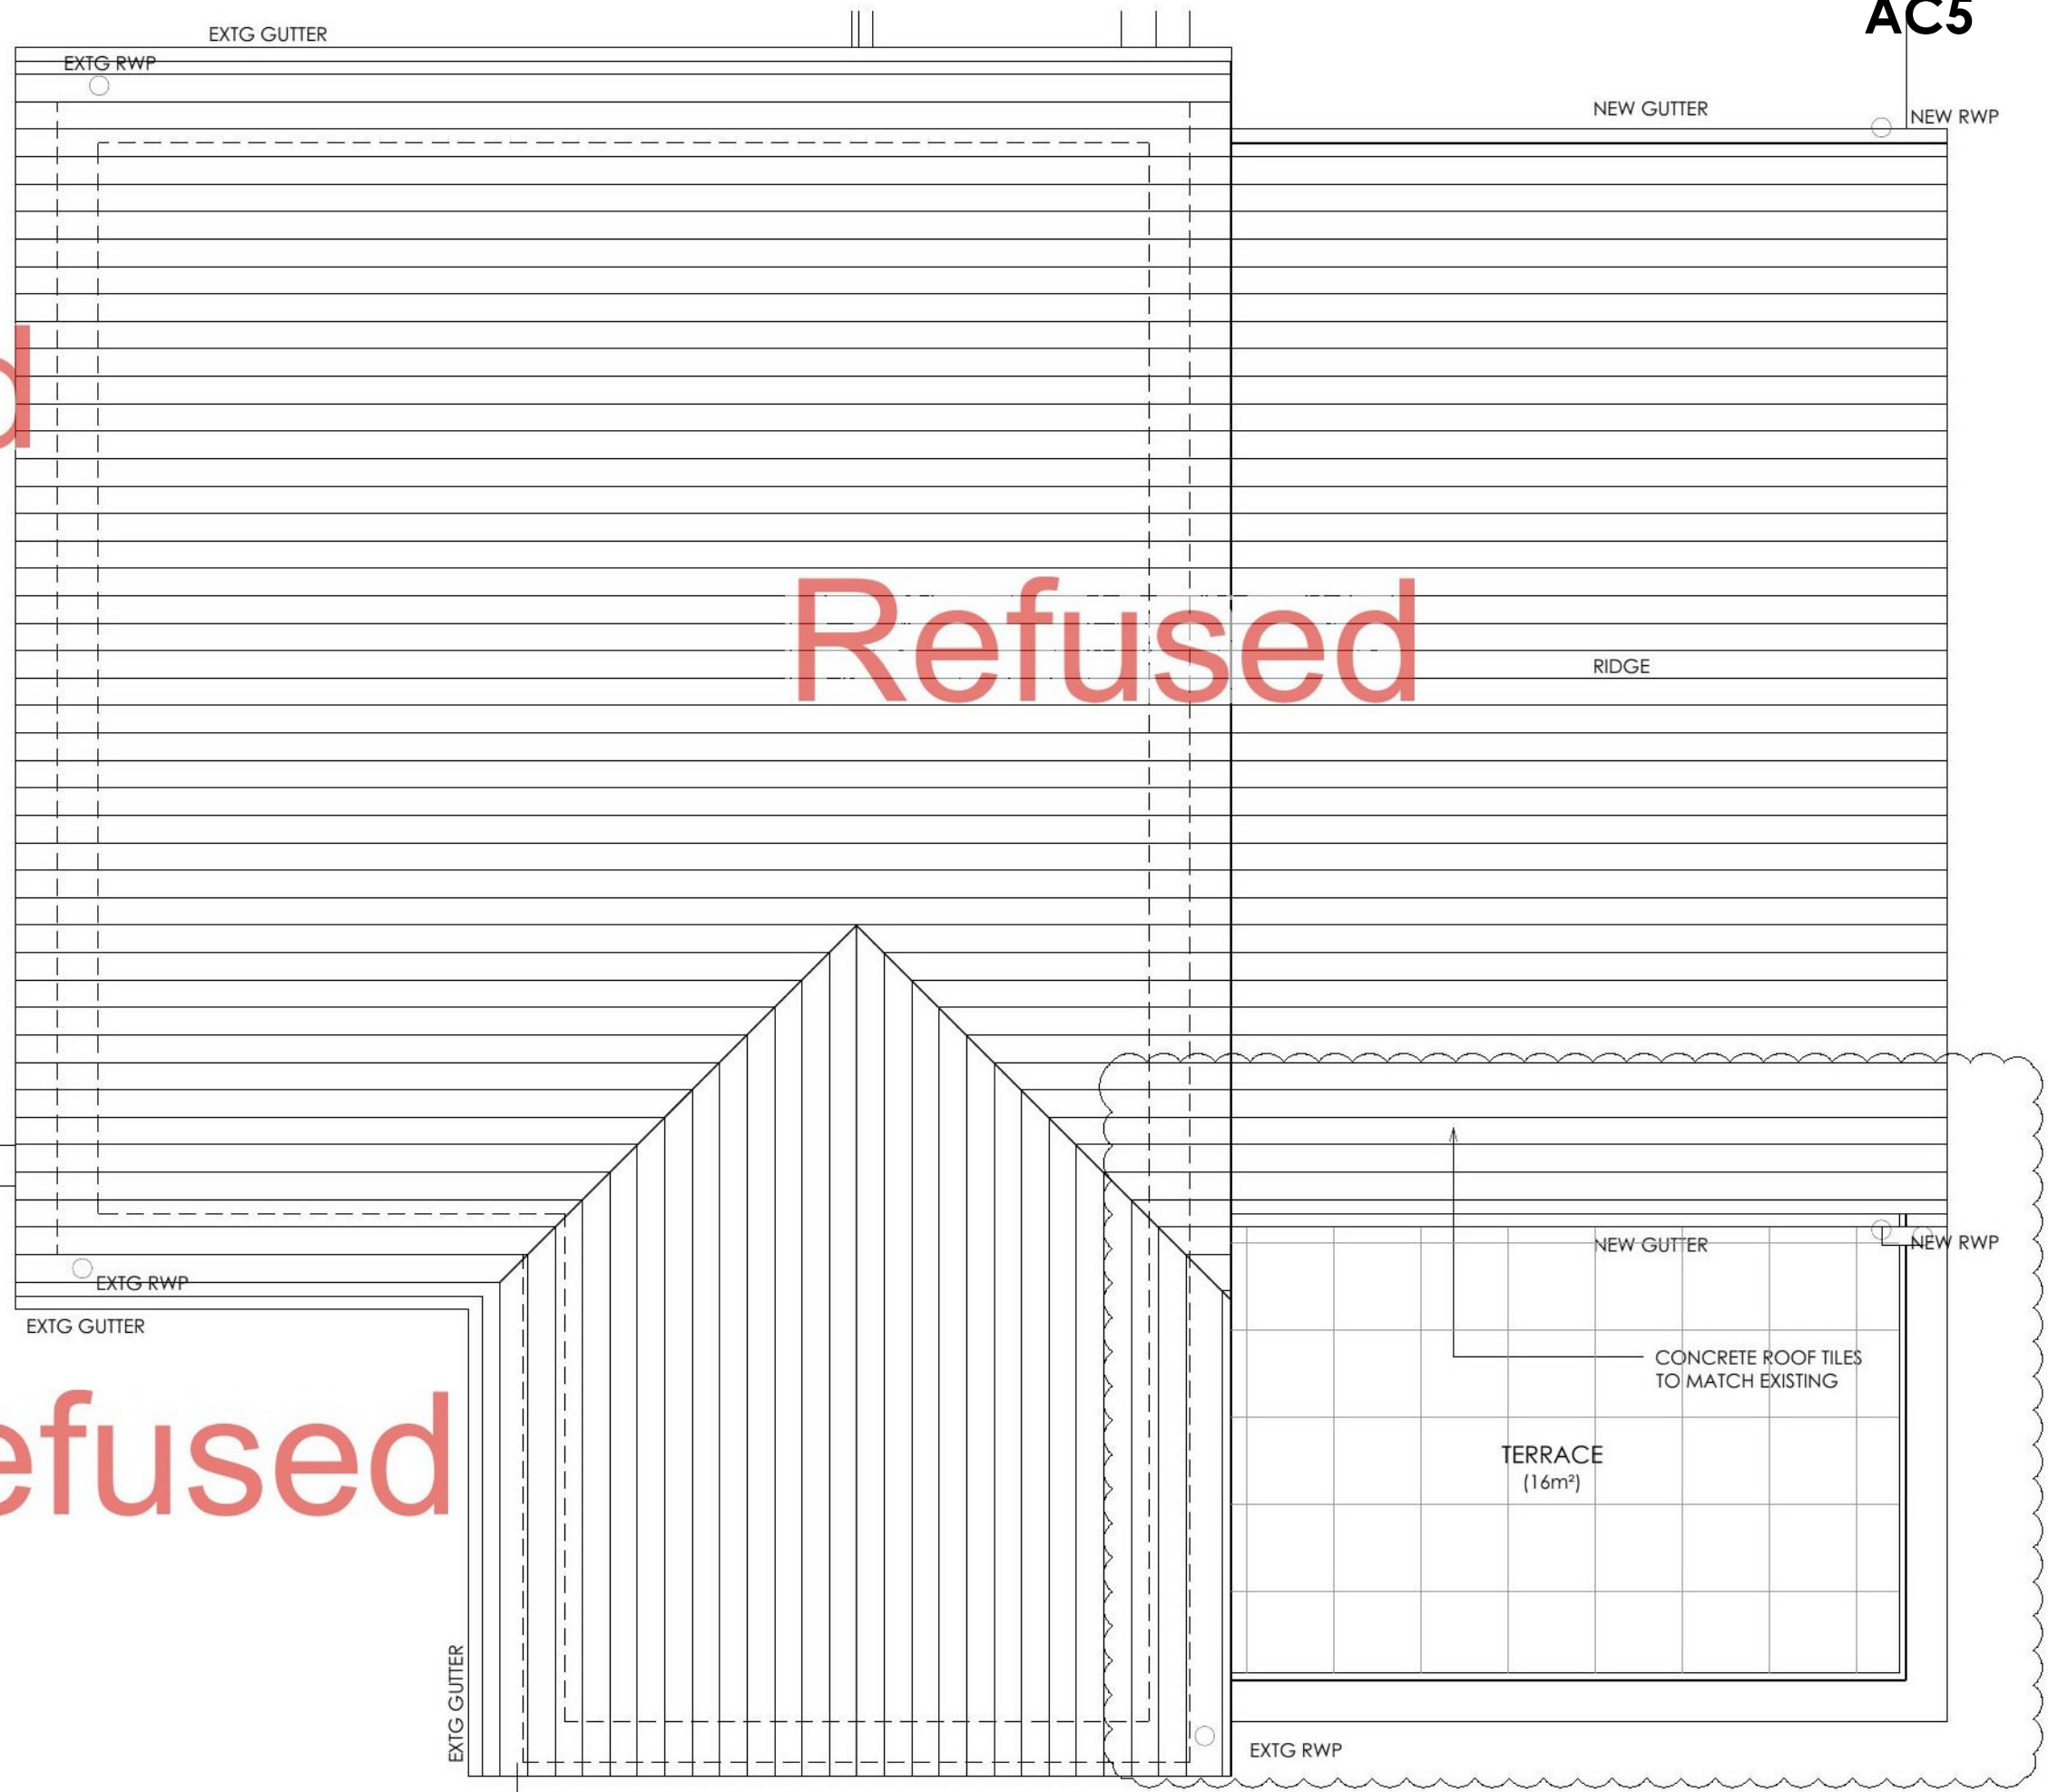 AC5
EXTG GUTTER
EXTG RWP
NEW GUTTER
NEW RWP
d
Refused
RIDGE
NEW GUTTER
NEW RWP
EXTG RWP
EXTG GUTTER
CONCRETE ROOF TILES
TO MATCH EXISTING
efused
TERRACE
(16m²)
EXTG GUTTER
EXTG RWP